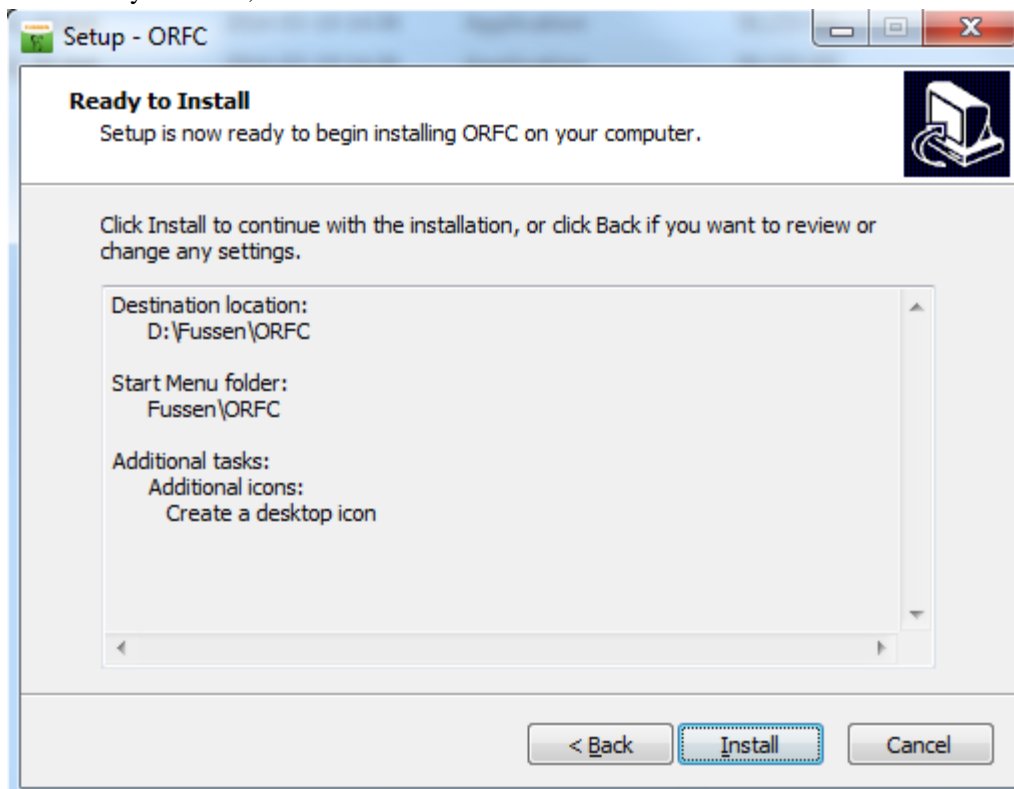 Setup - ORFC
Ready to Install
Setup is now ready to begin installing ORFC on your computer.
Click Install to continue with the installation, or click Back if you want to review or
change any settings.
Destination location:
D:\Fussen\ORFC
Start Menu folder:
Fussen\ORFC
Additional tasks:
Additional icons:
Create a desktop icon
< Back
Install
Cancel